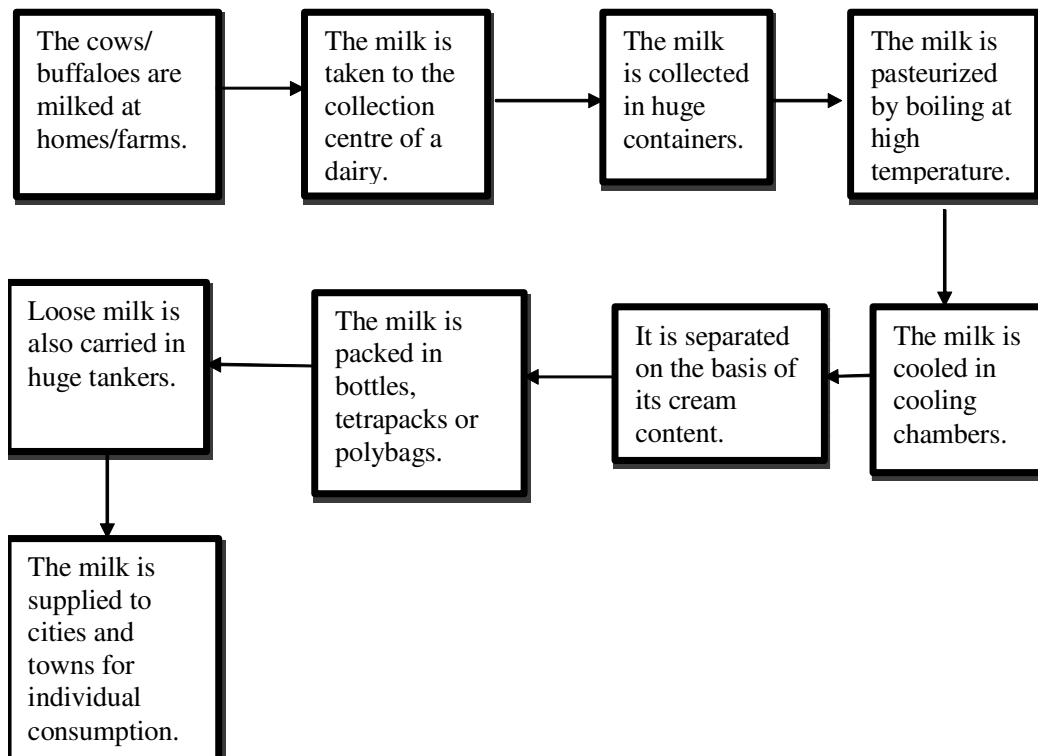 The cows/
buffaloes are
milked at
homes/farms.
The milk is
taken to the
collection
centre of a
dairy.
The milk
is collected
in huge
containers.
The milk is
pasteurized
by boiling at
high
temperature.
The milk is
cooled in
cooling
chambers.
It is separated
on the basis of
its cream
content.
The milk is
packed in
bottles,
tetrapacks or
polybags.
Loose milk is
also carried in
huge tankers.
The milk is
supplied to
cities and
towns for
individual
consumption.